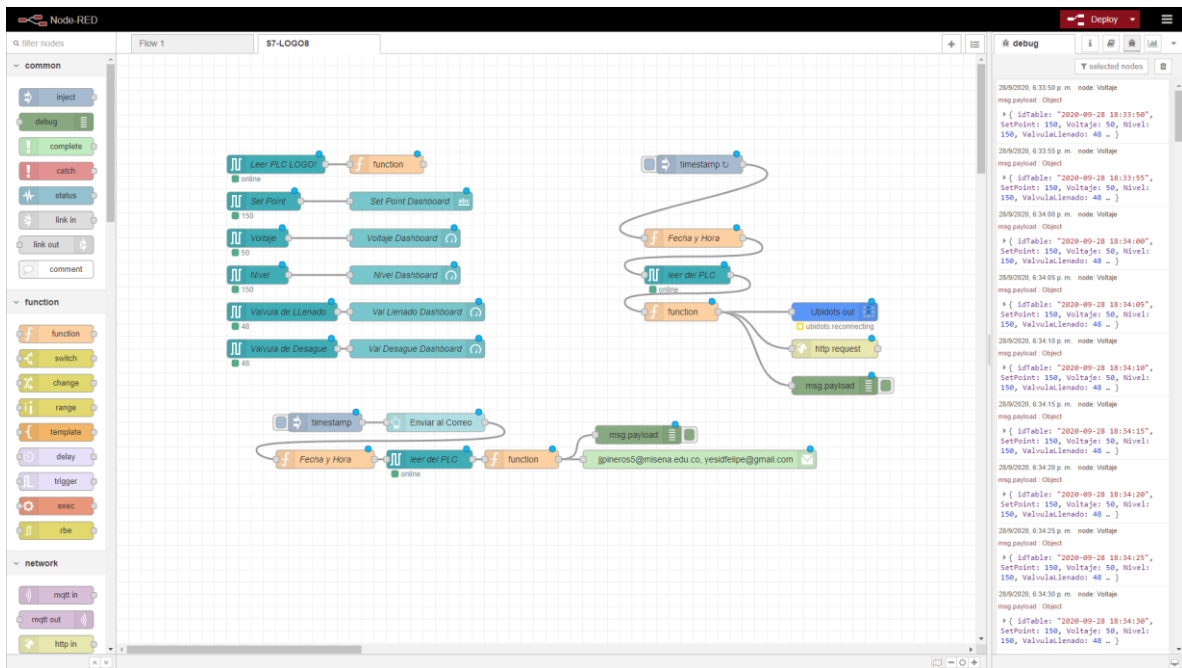 Node-RED
Deploy
filter nodes
Flow 1
S7-LOGO8
debug
i
selected nodes
common
inject
debug
complete
catch
status
link in
link out
comment
function
function
switch
change
range
template
delay
trigger
exec
rbe
network
mqtt in
mqtt out
http in
Leer PLC LOGO!
function
online
Set Point
Set Point Dashboard
abc
150
Voltaje
Voltaje Dashboard
50
Nivel
Nivel Dashboard
150
Valvula de LLenado
Val Llenado Dashboard
48
Valvula de Desague
Val Desague Dashboard
48
timestamp ↻
Fecha y Hora
leer del PLC
online
function
Ubidots out
ubidots reconnecting
http request
msg.payload
timestamp
Enviar al Correo
msg.payload
Fecha y Hora
leer del PLC
function
jjpineros5@misena.edu.co, yesidfelipe@gmail.com
online
28/9/2020, 6:33:50 p. m. node: Voltaje
msg.payload : Object
{ idTable: "2020-09-28 18:33:50",
SetPoint: 150, Voltaje: 50, Nivel:
150, ValvulaLlenado: 48 … }
28/9/2020, 6:33:55 p. m. node: Voltaje
msg.payload : Object
{ idTable: "2020-09-28 18:33:55",
SetPoint: 150, Voltaje: 50, Nivel:
150, ValvulaLlenado: 48 … }
28/9/2020, 6:34:00 p. m. node: Voltaje
msg.payload : Object
{ idTable: "2020-09-28 18:34:00",
SetPoint: 150, Voltaje: 50, Nivel:
150, ValvulaLlenado: 48 … }
28/9/2020, 6:34:05 p. m. node: Voltaje
msg.payload : Object
{ idTable: "2020-09-28 18:34:05",
SetPoint: 150, Voltaje: 50, Nivel:
150, ValvulaLlenado: 48 … }
28/9/2020, 6:34:10 p. m. node: Voltaje
msg.payload : Object
{ idTable: "2020-09-28 18:34:10",
SetPoint: 150, Voltaje: 50, Nivel:
150, ValvulaLlenado: 48 … }
28/9/2020, 6:34:15 p. m. node: Voltaje
msg.payload : Object
{ idTable: "2020-09-28 18:34:15",
SetPoint: 150, Voltaje: 50, Nivel:
150, ValvulaLlenado: 48 … }
28/9/2020, 6:34:20 p. m. node: Voltaje
msg.payload : Object
{ idTable: "2020-09-28 18:34:20",
SetPoint: 150, Voltaje: 50, Nivel:
150, ValvulaLlenado: 48 … }
28/9/2020, 6:34:25 p. m. node: Voltaje
msg.payload : Object
{ idTable: "2020-09-28 18:34:25",
SetPoint: 150, Voltaje: 50, Nivel:
150, ValvulaLlenado: 48 … }
28/9/2020, 6:34:30 p. m. node: Voltaje
msg.payload : Object
{ idTable: "2020-09-28 18:34:30",
SetPoint: 150, Voltaje: 50, Nivel:
150, ValvulaLlenado: 48 … }